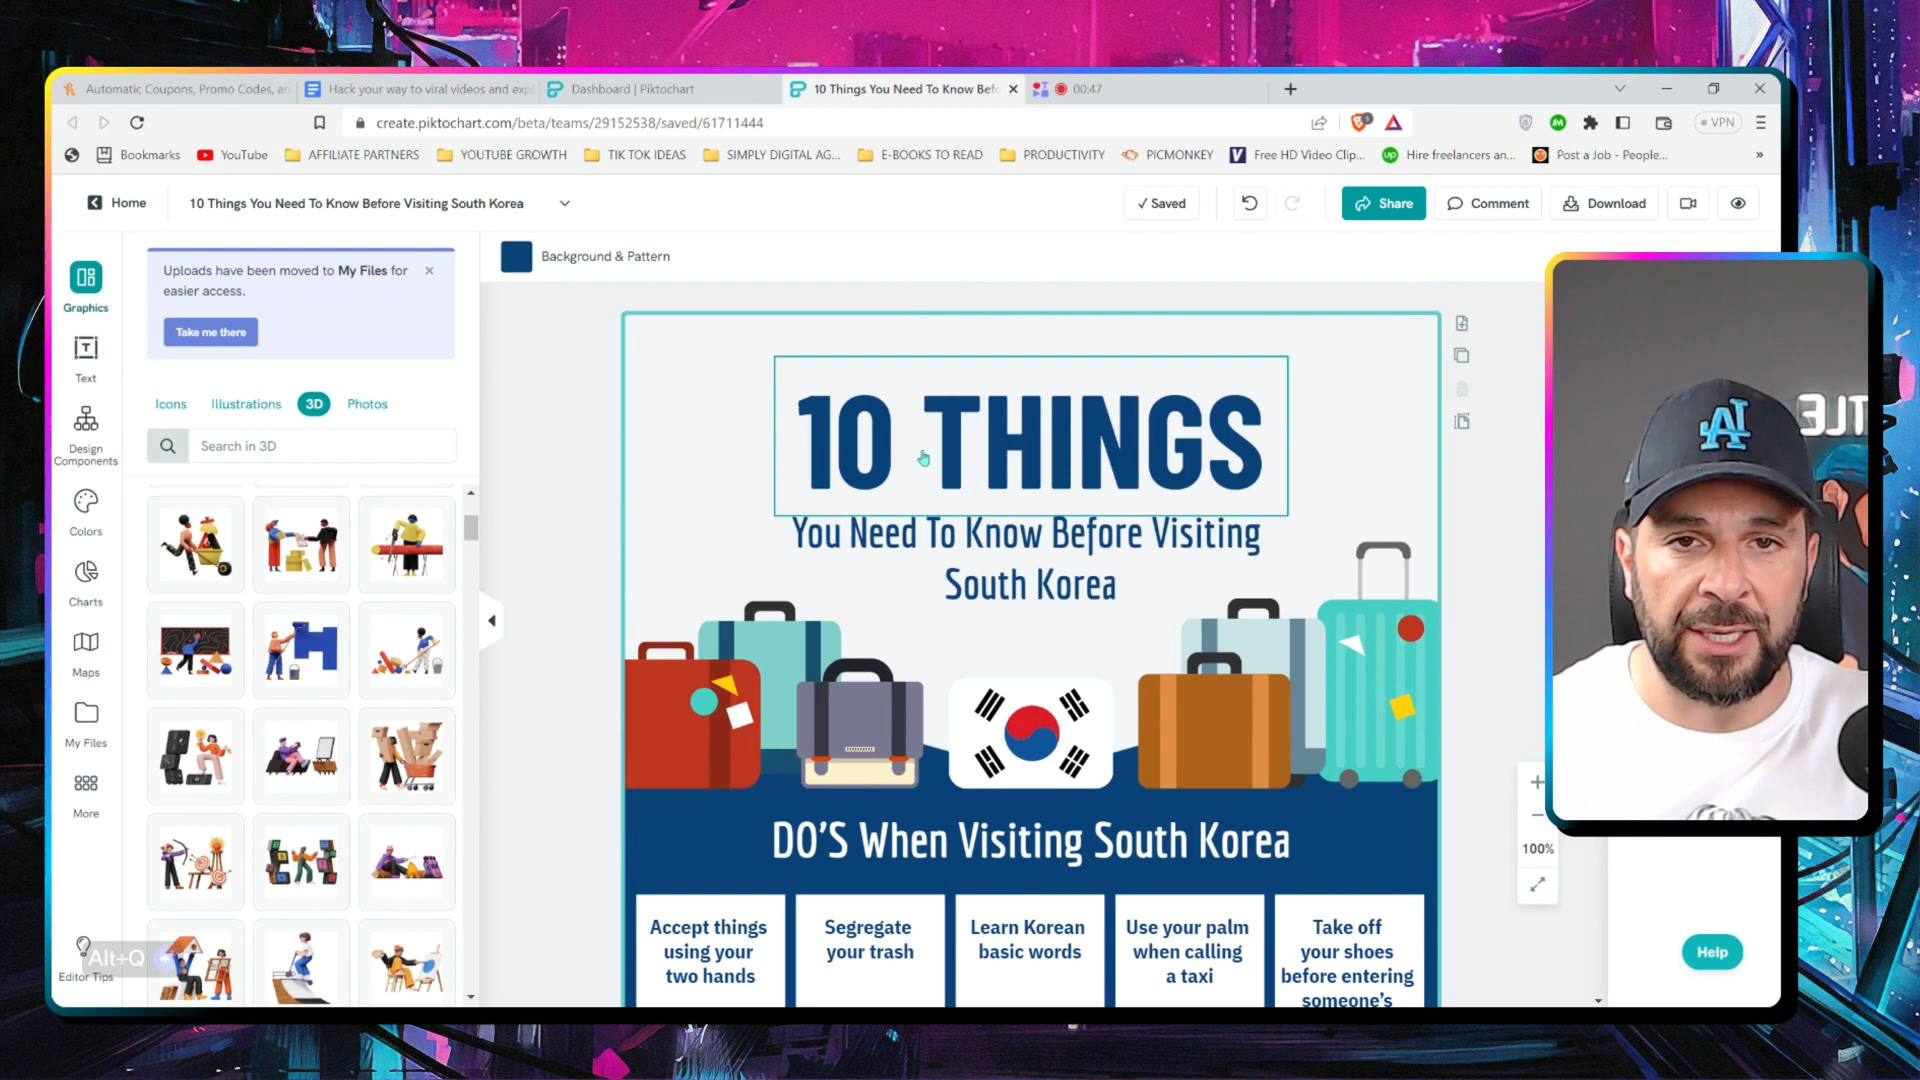 Automatic Coupons, Promo Codes, an
Hack your way to viral videos and exp
Dashboard | Piktochart
10 Things You Need To Know Befo
00:47
create.piktochart.com/beta/teams/29152538/saved/61711444
VPN
Bookmarks
YouTube
AFFILIATE PARTNERS
YOUTUBE GROWTH
TIK TOK IDEAS
SIMPLY DIGITAL AG...
E-BOOKS TO READ
PRODUCTIVITY
PICMONKEY
Free HD Video Clip...
Hire freelancers an...
Post a Job - People...
Home
10 Things You Need To Know Before Visiting South Korea
Saved
Share
Comment
Download
Graphics
Text
Design
Components
Colors
Charts
Maps
My Files
More
Editor Tips
Alt+Q
Uploads have been moved to My Files for
easier access.
Take me there
Icons
Illustrations
3D
Photos
Search in 3D
Background & Pattern
10 THINGS
You Need To Know Before Visiting
South Korea
DO'S When Visiting South Korea
Accept things
using your
two hands
Segregate
your trash
Learn Korean
basic words
Use your palm
when calling
a taxi
Take off
your shoes
before entering
someone's
100%
Help